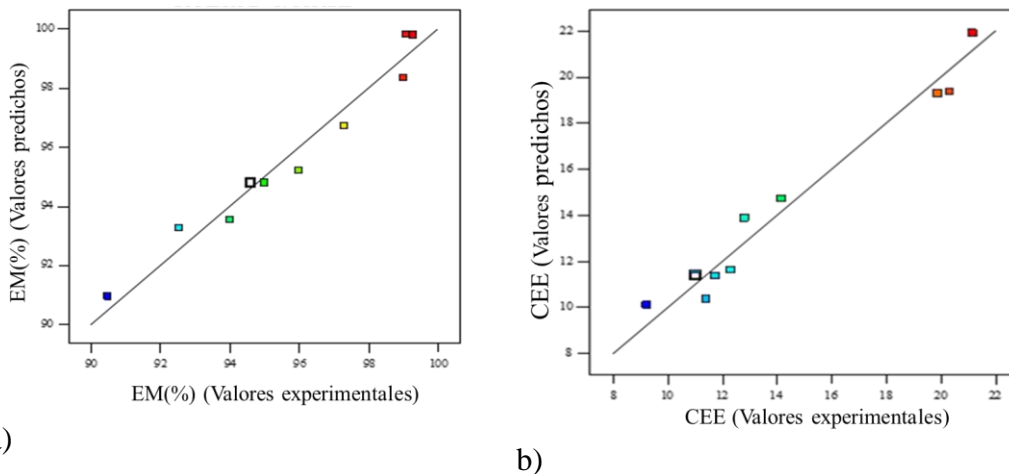 100
98
96
94
92
90
90 92 94 96 98 100
EM(%) (Valores predichos)
EM(%) (Valores experimentales)
22
20
18
16
14
12
10
8
8 10 12 14 16 18 20 22
CEE (Valores predichos)
CEE (Valores experimentales)
b)